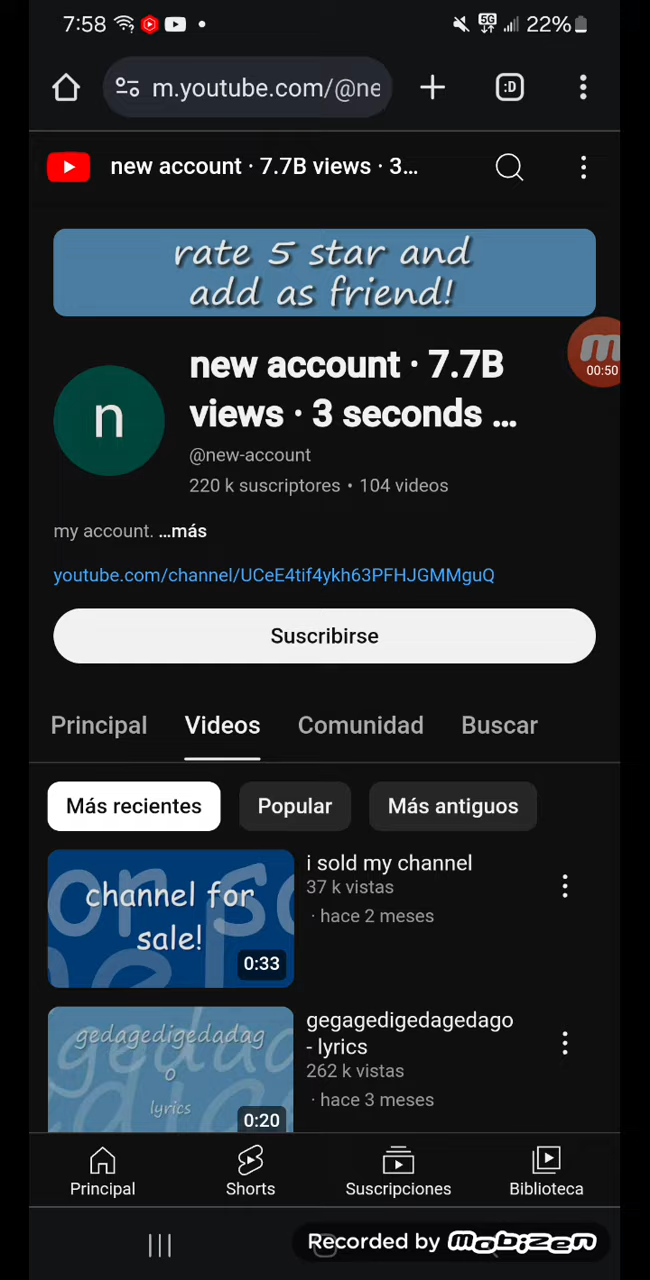 7:58
5G
22%
m.youtube.com/@ne
:D
new account · 7.7B views · 3...
rate 5 star and
add as friend!
00:50
n
new account · 7.7B
views · 3 seconds ...
@new-account
220 k suscriptores • 104 videos
my account. ...más
youtube.com/channel/UCeE4tif4ykh63PFHJGMMguQ
Suscribirse
Principal
Videos
Comunidad
Buscar
Más recientes
Popular
Más antiguos
channel for
sale!
0:33
i sold my channel
37 k vistas
· hace 2 meses
gedagedigedadag
o
lyrics
0:20
gegagedigedagedago
- lyrics
262 k vistas
· hace 3 meses
Principal
Shorts
Suscripciones
Biblioteca
Recorded by mobizen